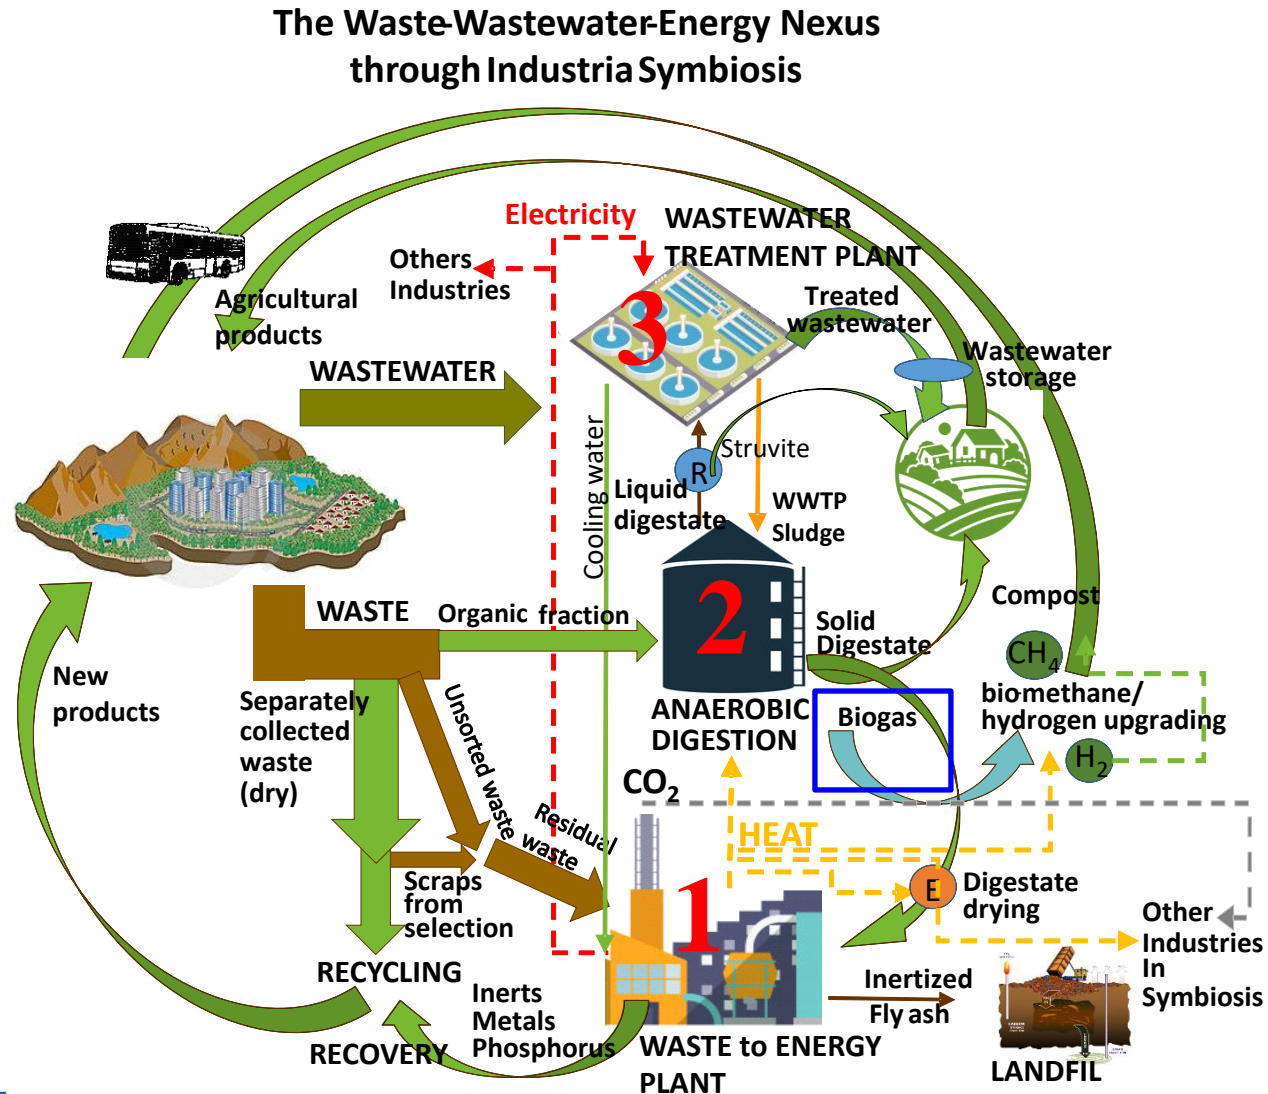 The Waste-Wastewater-Energy Nexus
through Industria Symbiosis
Electricity
WASTEWATER
TREATMENT PLANT
Others
Industries
Agricultural
products
Treated
wastewater
3
Wastewater
storage
WASTEWATER
Cooling water
R
Struvite
Liquid
digestate
WWTP
Sludge
2
WASTE
Organic fraction
Solid
Digestate
Compost
CH4
New
products
Separately
collected
waste
(dry)
Unsorted waste
ANAEROBIC
DIGESTION
Biogas
biomethane/
hydrogen upgrading
H2
CO2
Residual
waste
HEAT
1
E
Digestate
drying
Scraps
from
selection
Other
Industries
In
Symbiosis
RECYCLING
Inerts
Metals
Phosphorus
Inertized
Fly ash
RECOVERY
WASTE to ENERGY
PLANT
LANDFIL